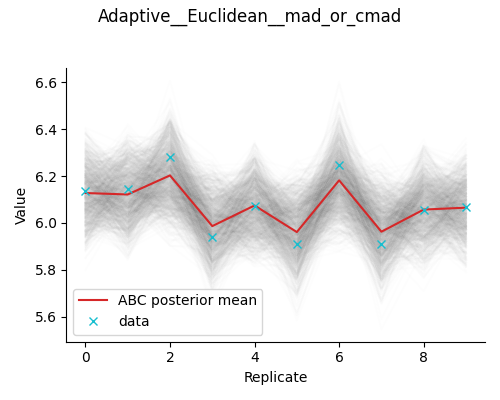 Adaptive__Euclidean__mad_or_cmad
6.6
6.4
6.2
6.0
5.8
5.6
Value
ABC posterior mean
data
0
2
4
6
8
Replicate